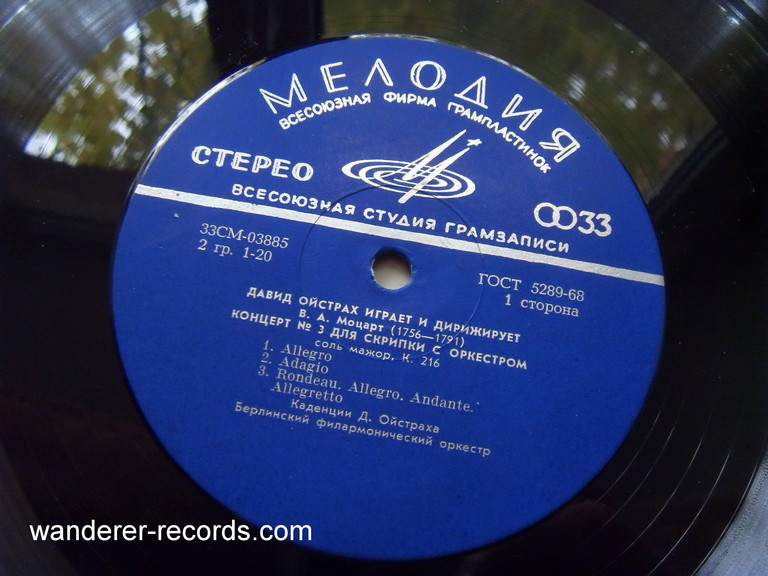 МЕЛОДИЯ
ВСЕСОЮЗНАЯ ФИРМА ГРАМПЛАСТИНОК
СТЕРЕО
33
ВСЕСОЮЗНАЯ СТУДИЯ ГРАМЗАПИСИ
33СМ-03885
2 гр. 1-20
ГОСТ 5289-68
1 сторона
ДАВИД ОЙСТРАХ ИГРАЕТ И ДИРИЖИРУЕТ
В. А. Моцарт (1756—1791)
КОНЦЕРТ № 3 ДЛЯ СКРИПКИ С ОРКЕСТРОМ
соль мажор, К. 216
1. Allegro
2. Adagio
3. Rondeau. Allegro. Andante.
Allegretto
Каденции Д. Ойстраха
Берлинский филармонический оркестр
wanderer-records.com